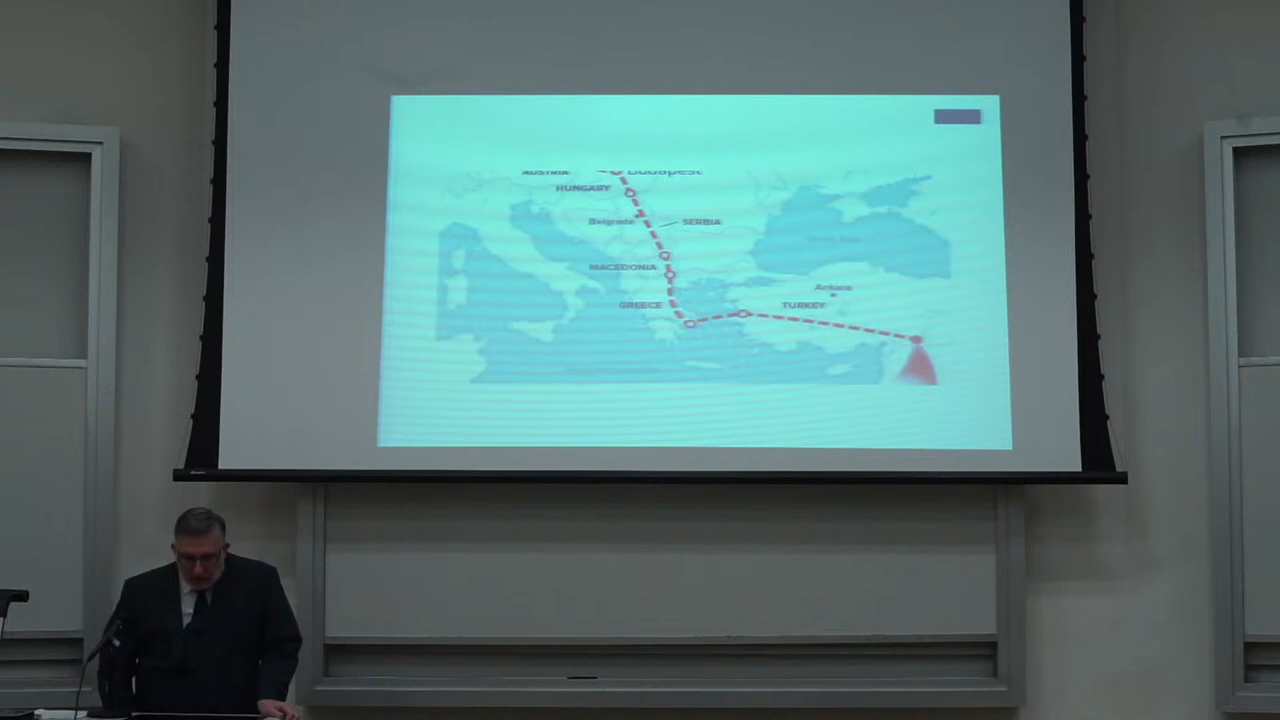 AUSTRIA
Budapest
HUNGARY
Belgrade
SERBIA
MACEDONIA
Ankara
GREECE
TURKEY